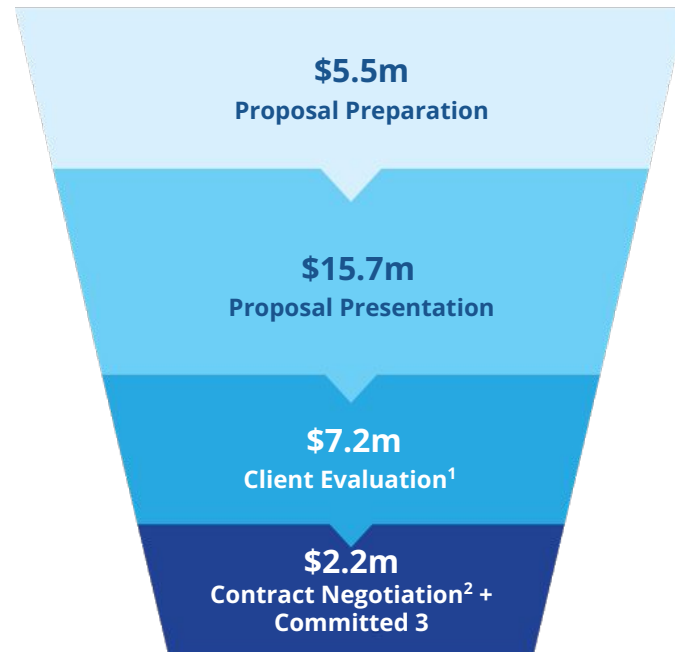 $5.5m
Proposal Preparation
$15.7m
Proposal Presentation
$7.2m
Client Evaluation¹
$2.2m
Contract Negotiation² +
Committed 3